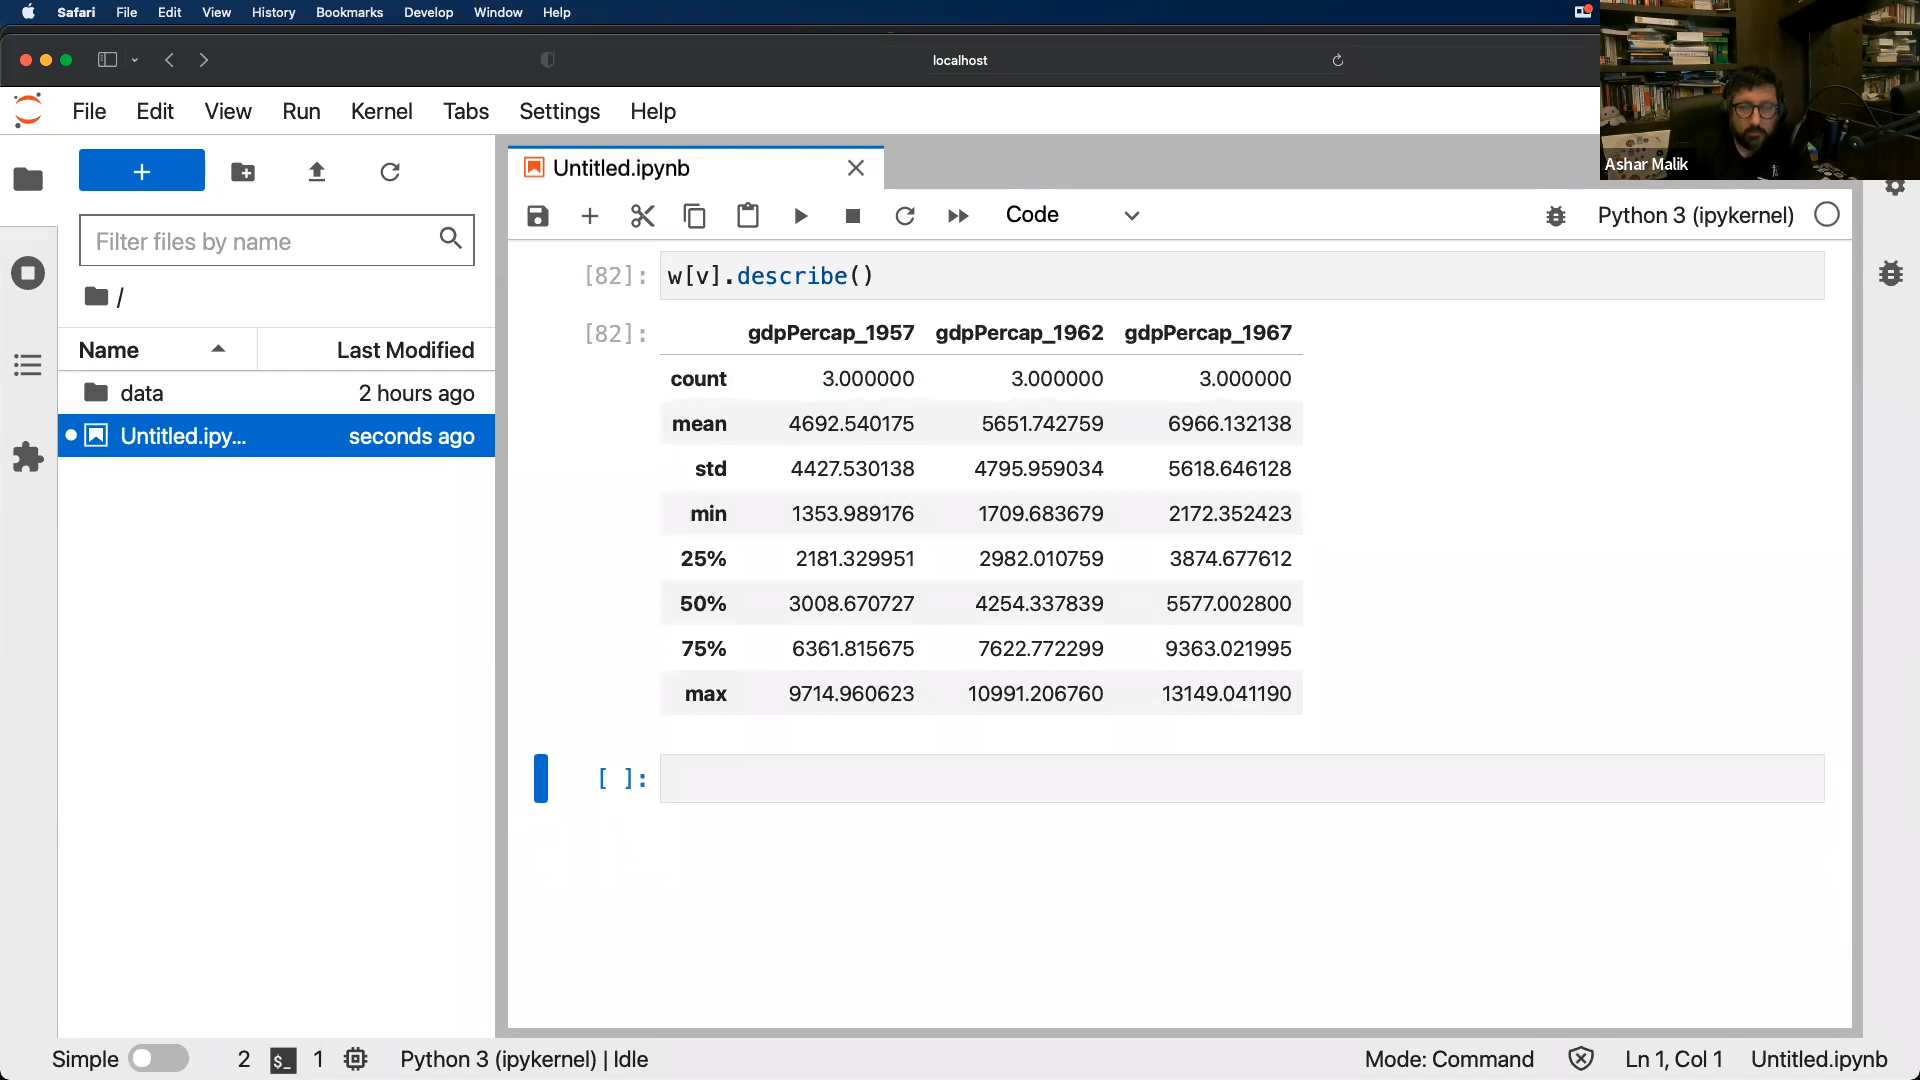 Safari File Edit View History Bookmarks Develop Window Help
localhost
File Edit View Run Kernel Tabs Settings Help
Ashar Malik
+
Filter files by name
/
Name Last Modified
data 2 hours ago
Untitled.ipy... seconds ago
Untitled.ipynb
Code
Python 3 (ipykernel)
[82]: w[v].describe()
[82]: gdpPercap_1957 gdpPercap_1962 gdpPercap_1967
count 3.000000 3.000000 3.000000
mean 4692.540175 5651.742759 6966.132138
std 4427.530138 4795.959034 5618.646128
min 1353.989176 1709.683679 2172.352423
25% 2181.329951 2982.010759 3874.677612
50% 3008.670727 4254.337839 5577.002800
75% 6361.815675 7622.772299 9363.021995
max 9714.960623 10991.206760 13149.041190
[ ]:
Simple 2 $_ 1 Python 3 (ipykernel) | Idle Mode: Command Ln 1, Col 1 Untitled.ipynb